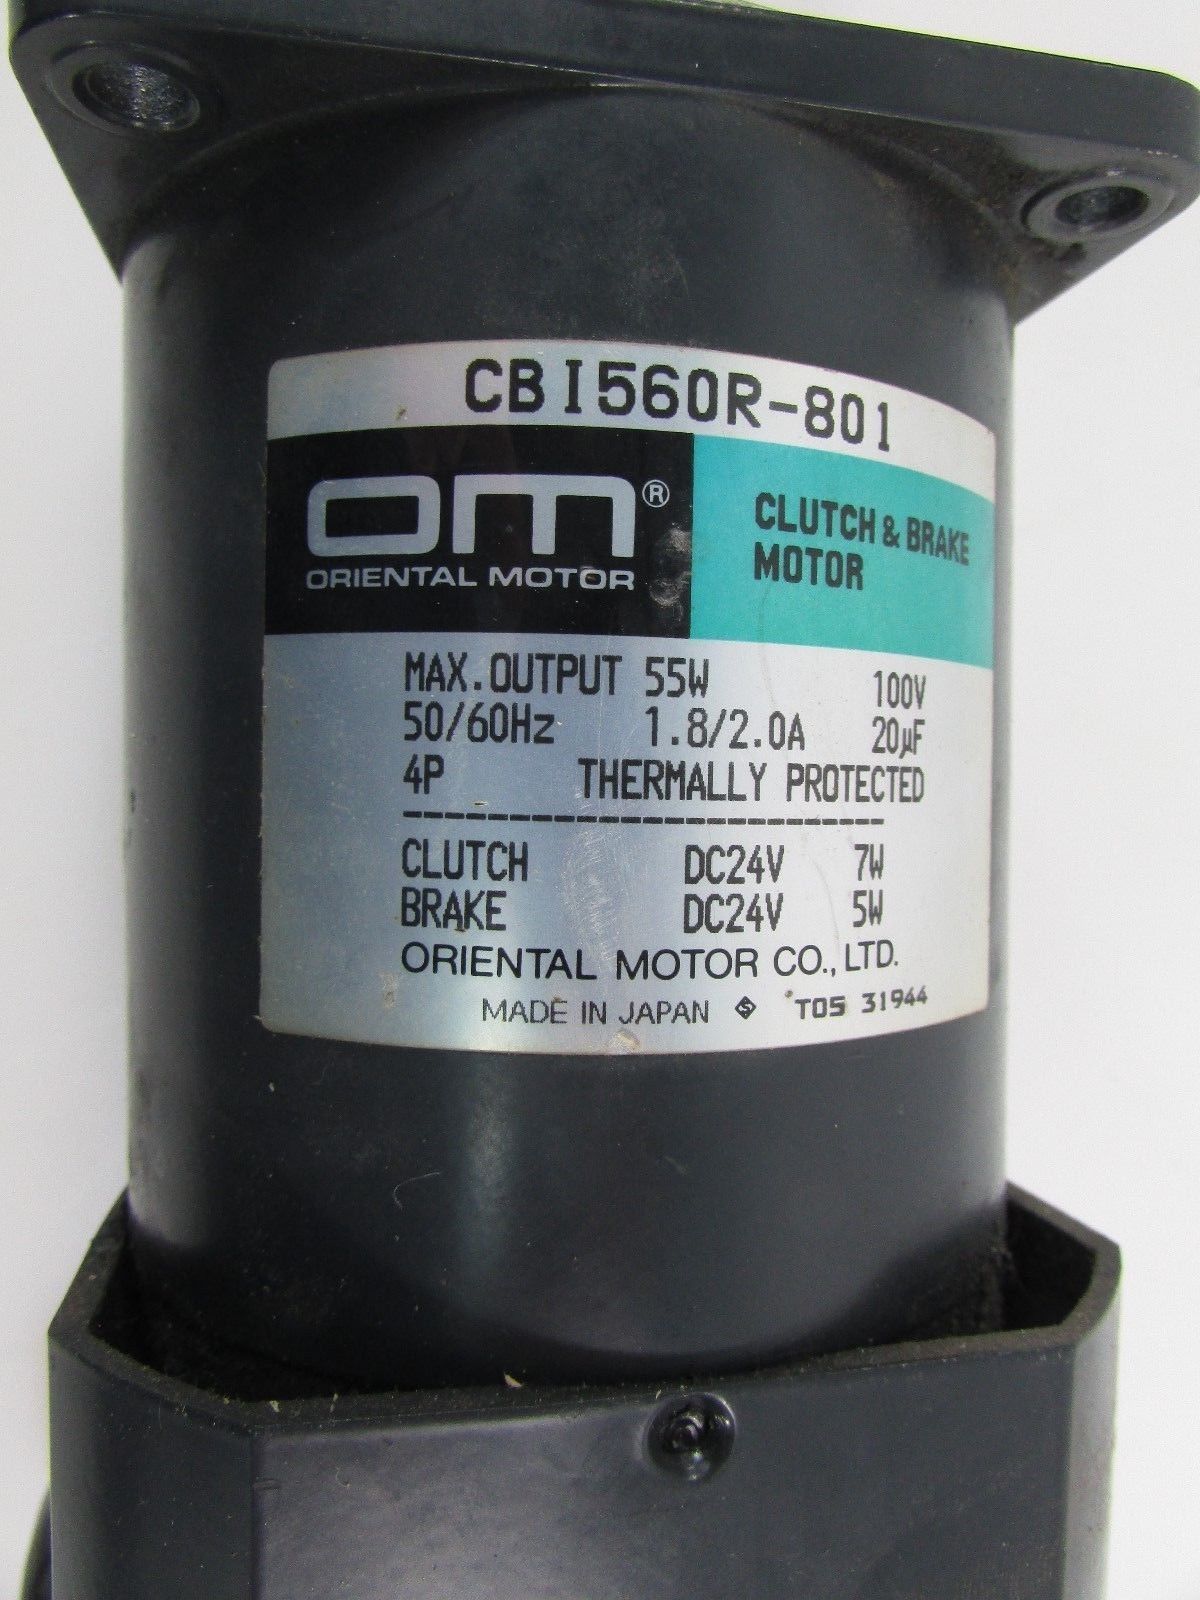 CBI560R-801
om®
ORIENTAL MOTOR
CLUTCH & BRAKE
MOTOR
MAX.OUTPUT 55W 100V
50/60Hz 1.8/2.0A 20µF
4P THERMALLY PROTECTED
CLUTCH DC24V 7W
BRAKE DC24V 5W
ORIENTAL MOTOR CO., LTD.
MADE IN JAPAN S T05 31944